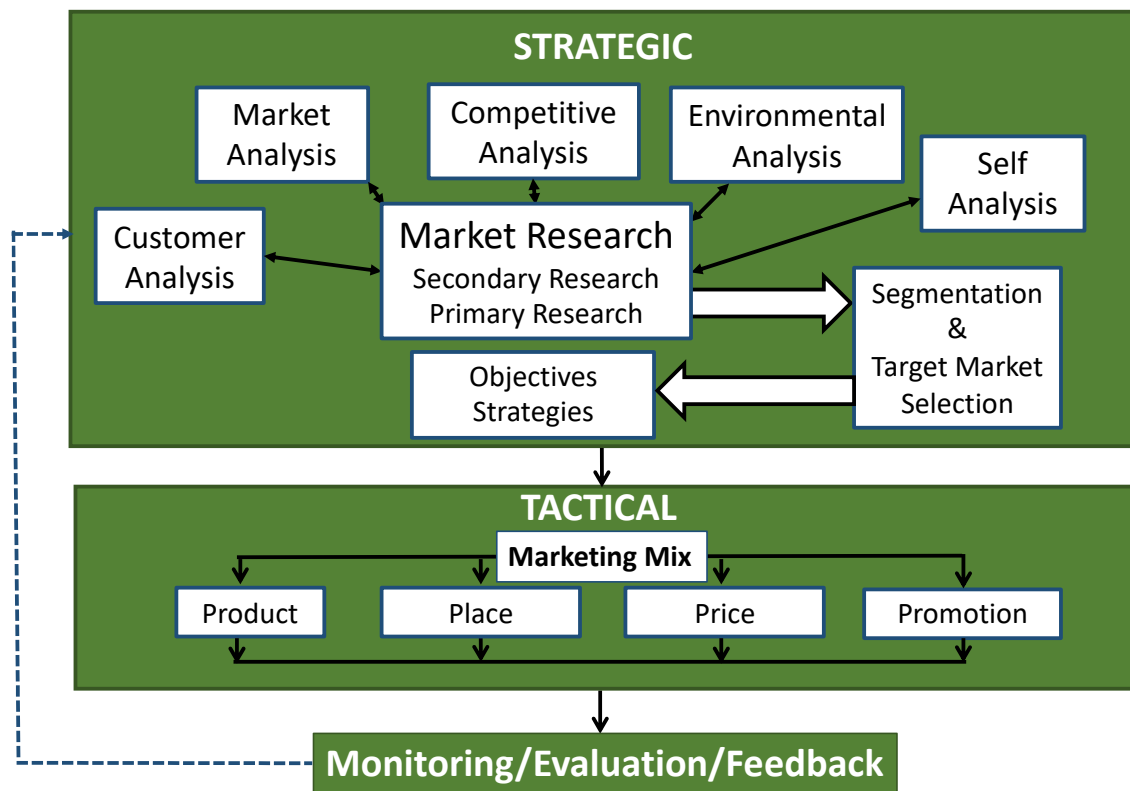 STRATEGIC
Market
Analysis
Competitive
Analysis
Environmental
Analysis
Self
Analysis
Customer
Analysis
Market Research
Secondary Research
Primary Research
Segmentation
&
Target Market
Selection
Objectives
Strategies
TACTICAL
Marketing Mix
Product
Place
Price
Promotion
Monitoring/Evaluation/Feedback